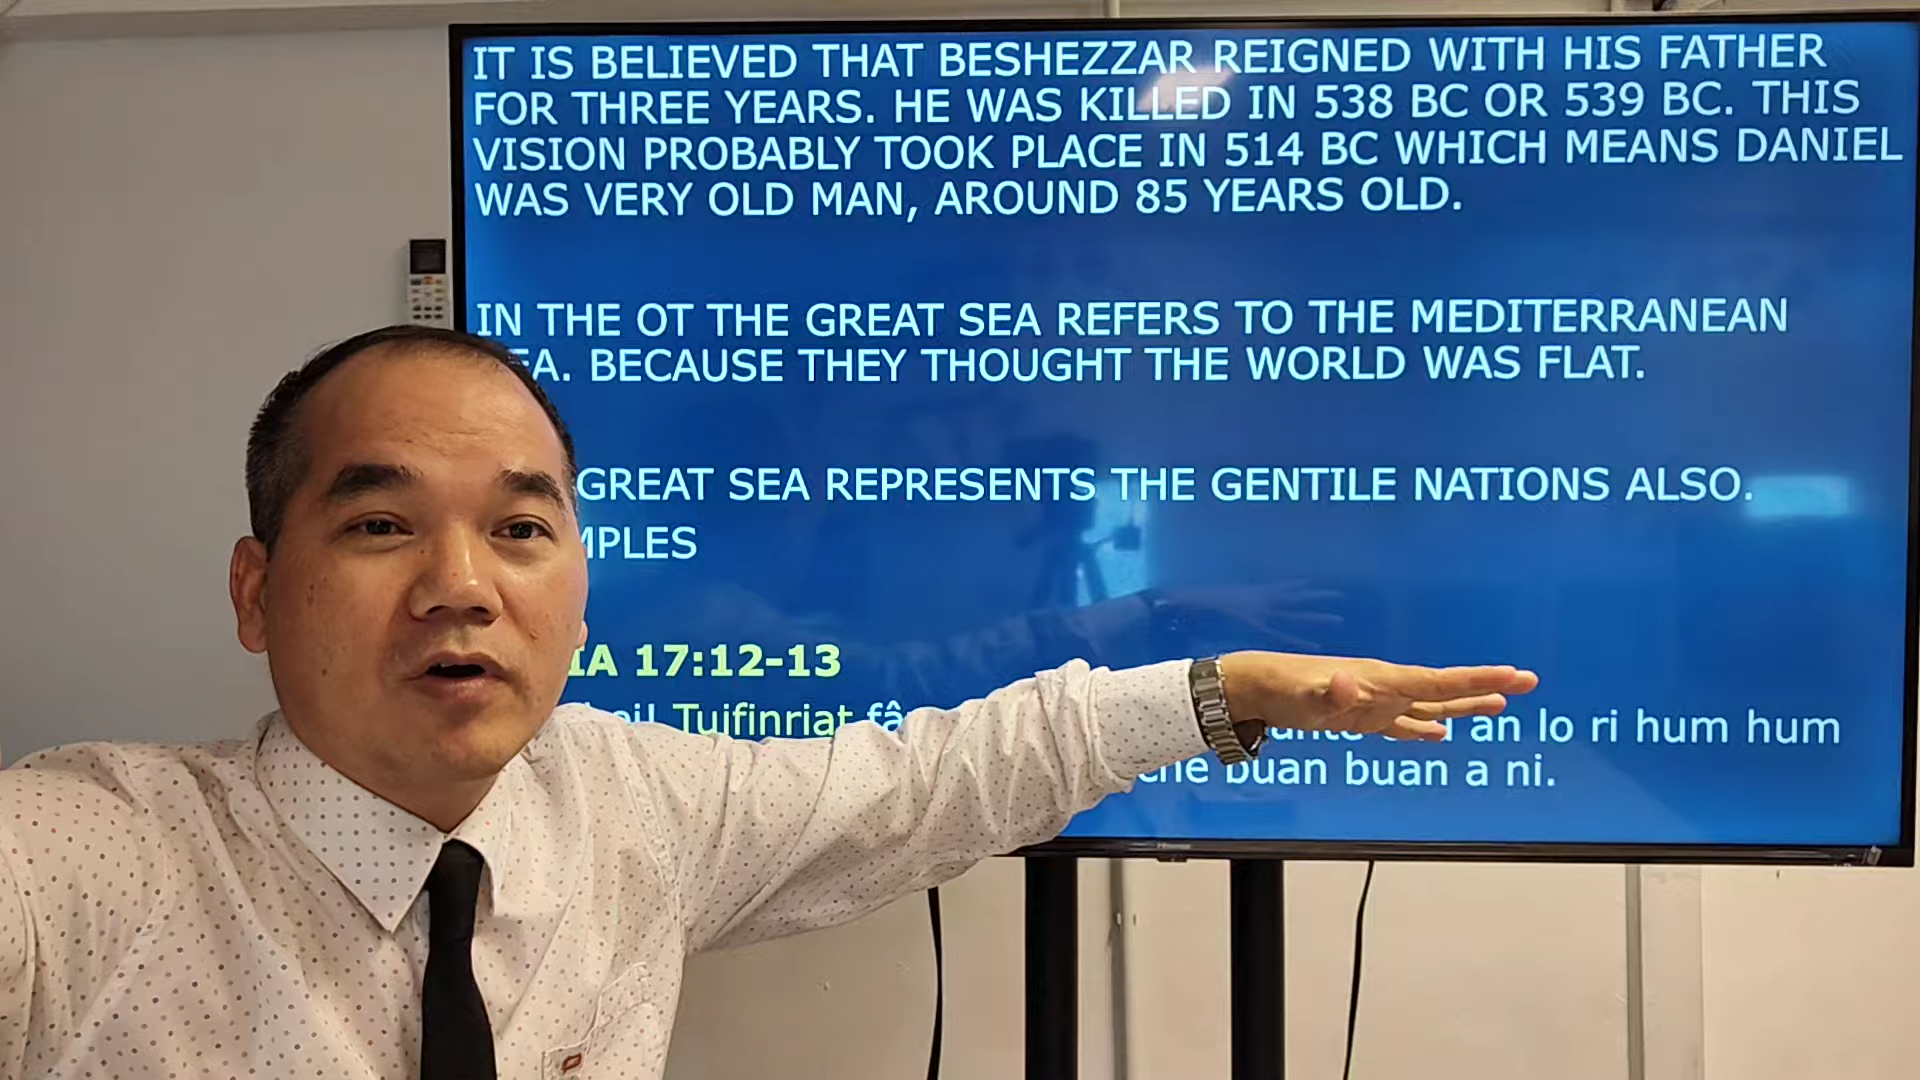 IT IS BELIEVED THAT BESHEZZAR REIGNED WITH HIS FATHER
FOR THREE YEARS. HE WAS KILLED IN 538 BC OR 539 BC. THIS
VISION PROBABLY TOOK PLACE IN 514 BC WHICH MEANS DANIEL
WAS VERY OLD MAN, AROUND 85 YEARS OLD.
IN THE OT THE GREAT SEA REFERS TO THE MEDITERRANEAN
BECAUSE THEY THOUGHT THE WORLD WAS FLAT.
GREAT SEA REPRESENTS THE GENTILE NATIONS ALSO.
17:12-13
Tuifinriat an lo ri hum hum
buan buan a ni.